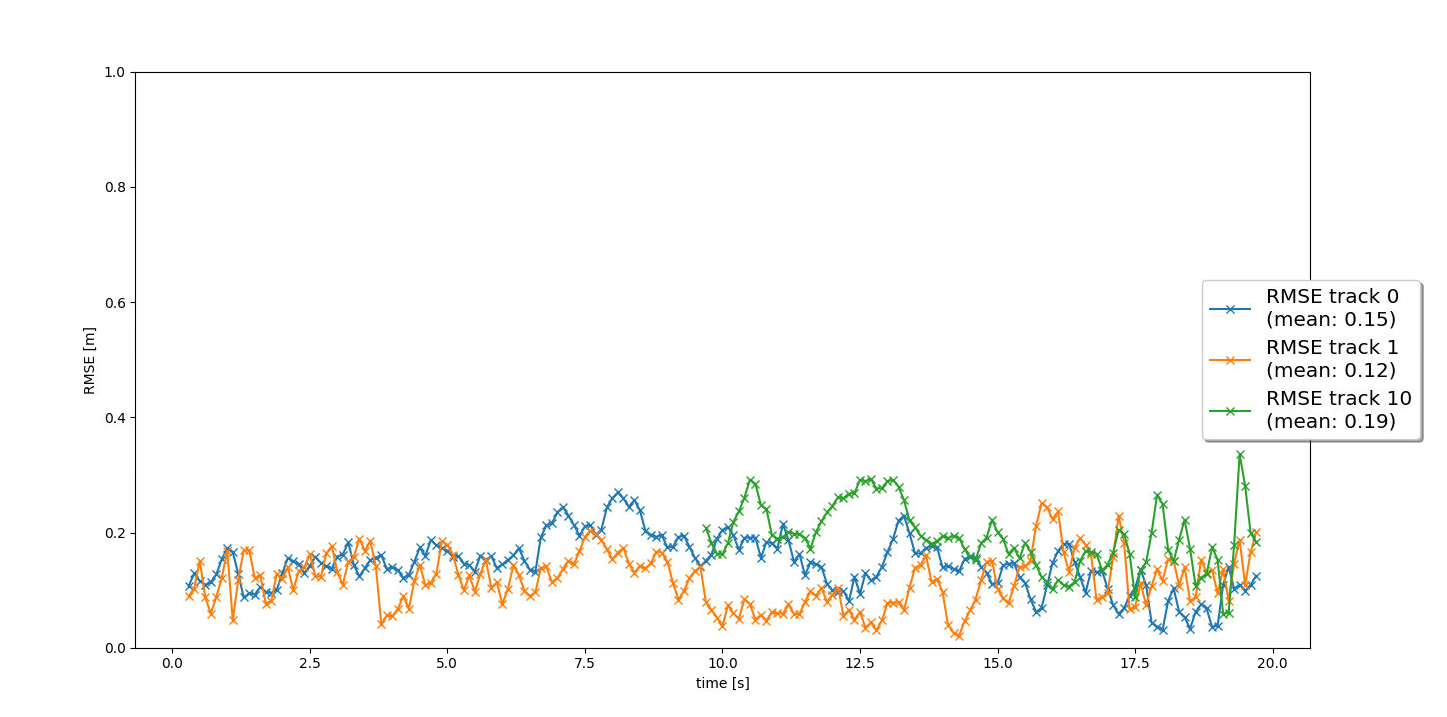 1.0
0.8
0.6
0.4
0.2
0.0
RMSE [m]
0.0 2.5 5.0 7.5 10.0 12.5 15.0 17.5 20.0
time [s]
RMSE track 0
(mean: 0.15)
RMSE track 1
(mean: 0.12)
RMSE track 10
(mean: 0.19)